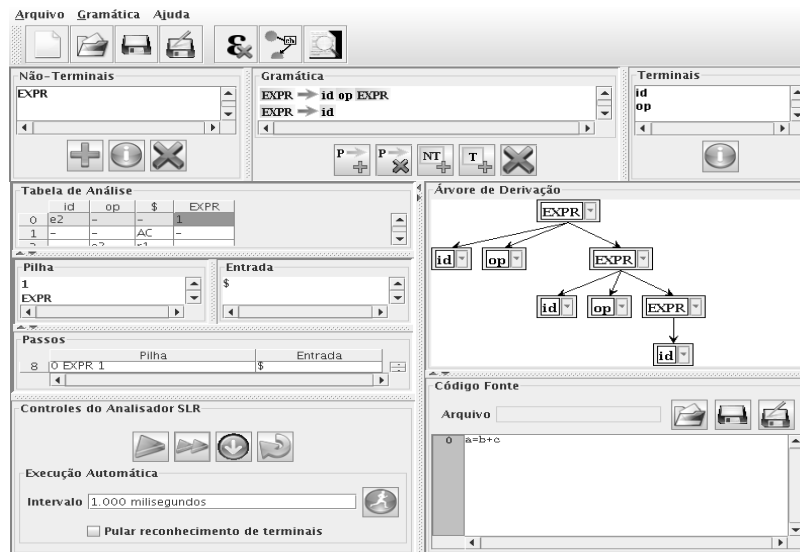 Arquivo Gramática Ajuda
Não-Terminais
EXPR
Gramática
EXPR id op EXPR
EXPR id
P P NT T
Terminais
id
op
Tabela de Análise
id op $ EXPR
0 e2 - - 1
1 - - AC -
Pilha
1
EXPR
Entrada
$
Passos
Pilha Entrada
8 0 EXPR 1 $
Controles do Analisador SLR
Execução Automática
Intervalo 1.000 milisegundos
Pular reconhecimento de terminais
Árvore de Derivação
EXPR
id op EXPR
id op EXPR
id
Código Fonte
Arquivo
0 a=b+c